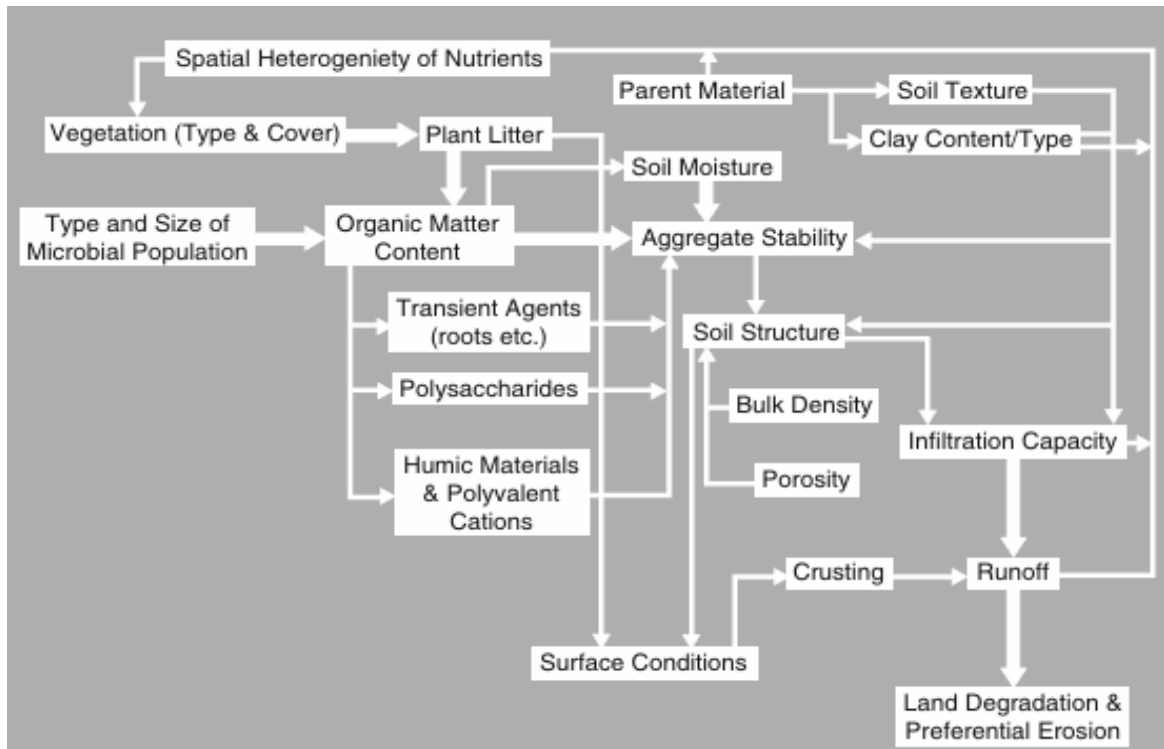 Spatial Heterogeniety of Nutrients
Parent Material
Soil Texture
Vegetation (Type & Cover)
Plant Litter
Clay Content/Type
Soil Moisture
Type and Size of
Microbial Population
Organic Matter
Content
Aggregate Stability
Transient Agents
(roots etc.)
Soil Structure
Polysaccharides
Bulk Density
Infiltration Capacity
Humic Materials
& Polyvalent
Cations
Porosity
Crusting
Runoff
Surface Conditions
Land Degradation &
Preferential Erosion